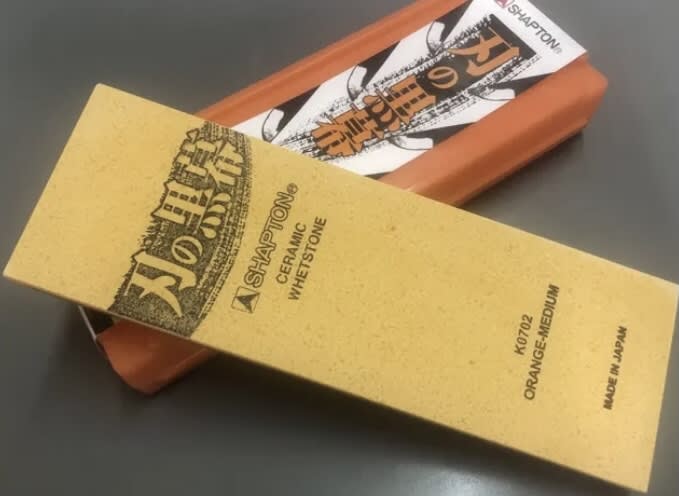 SHAPTON®
刃の黒幕
刃の黒幕
SHAPTON®
CERAMIC
WHETSTONE
K0702
ORANGE-MEDIUM
MADE IN JAPAN